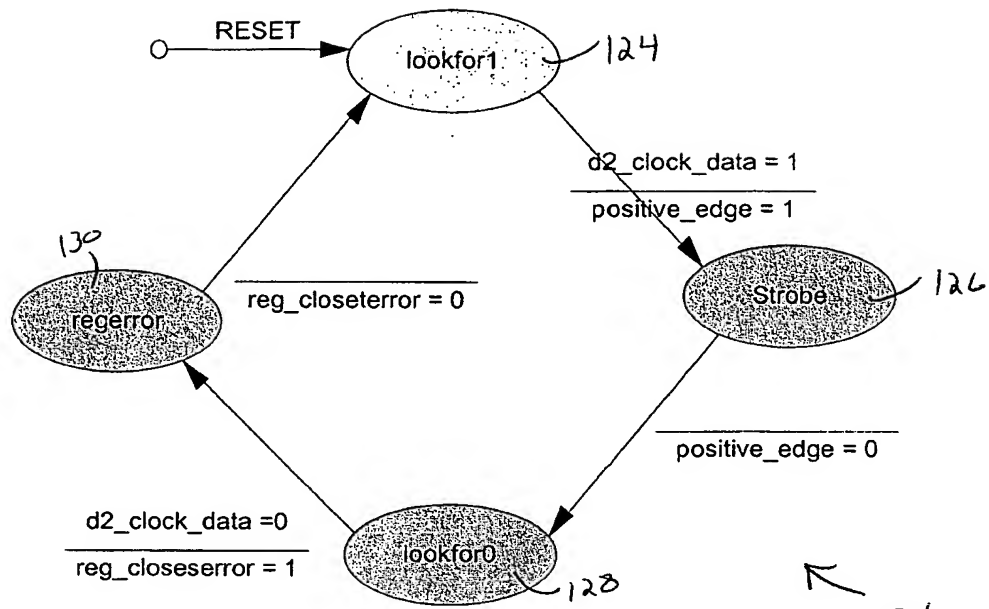 RESET
lookfor1
124
d2_clock_data = 1
positive_edge = 1
130
Strobe
126
regerror
reg_closeterror = 0
positive_edge = 0
d2_clock_data =0
reg_closeserror = 1
lookfor0
128